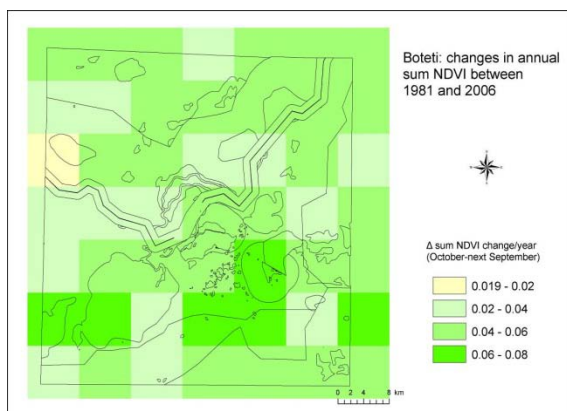 Boteti: changes in annual
sum NDVI between
1981 and 2006
Δ sum NDVI change/year
(October-next September)
0.019 - 0.02
0.02 - 0.04
0.04 - 0.06
0.06 - 0.08
0 1 2 4 6 8
km